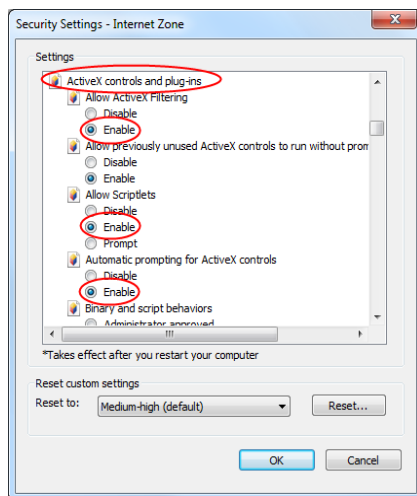 Security Settings - Internet Zone
Settings
ActiveX controls and plug-ins
Allow ActiveX Filtering
Disable
Enable
Allow previously unused ActiveX controls to run without prom
Disable
Enable
Allow Scriptlets
Disable
Enable
Prompt
Automatic prompting for ActiveX controls
Disable
Enable
Binary and script behaviors
Administrator approved
*Takes effect after you restart your computer
Reset custom settings
Reset to: Medium-high (default) Reset...
OK Cancel